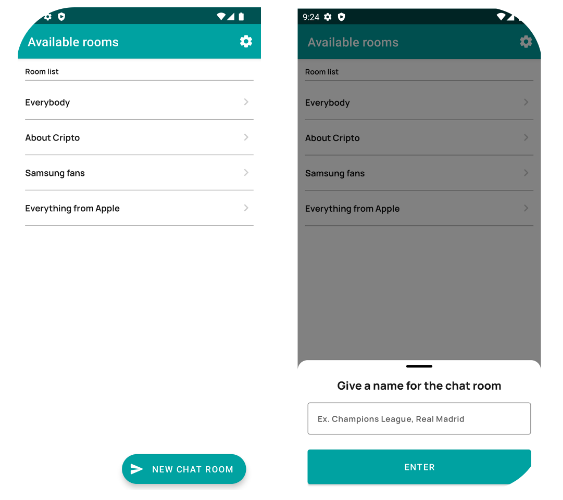 Available rooms
Room list
Everybody
About Cripto
Samsung fans
Everything from Apple
NEW CHAT ROOM
9:24
Available rooms
Room list
Everybody
About Cripto
Samsung fans
Everything from Apple
Give a name for the chat room
Ex. Champions League, Real Madrid
ENTER